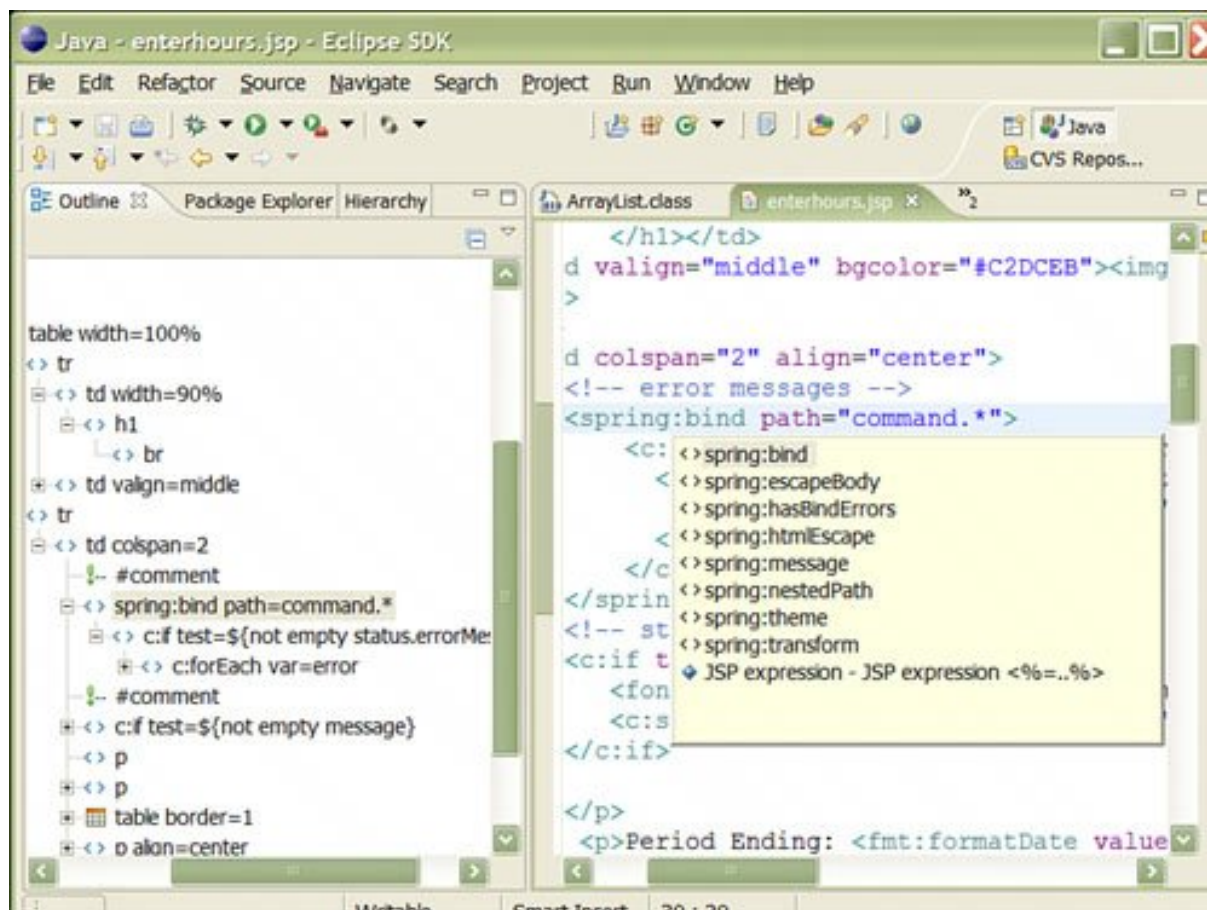 Java - enterhours.jsp - Eclipse SDK
File Edit Refactor Source Navigate Search Project Run Window Help
Java
CVS Repos...
Outline Package Explorer Hierarchy
ArrayList.class enterhours.jsp »2
table width=100%
<> tr
<> td width=90%
<> h1
<> br
<> td valign=middle
<> tr
<> td colspan=2
#comment
<> spring:bind path=command.*
<> c:if test=${not empty status.errorMes
<> c:forEach var=error
#comment
<> c:if test=${not empty message}
<> p
<> p
table border=1
<> p align=center
</h1></td>
d valign="middle" bgcolor="#C2DCEB"><img
>
d colspan="2" align="center">
<!-- error messages -->
<spring:bind path="command.*">
<c:
<
<
</c
</sprin
<!-- st
<c:if t
<fon
<c:s
</c:if>
</p>
<p>Period Ending: <fmt:formatDate value
<> spring:bind
<> spring:escapeBody
<> spring:hasBindErrors
<> spring:htmlEscape
<> spring:message
<> spring:nestedPath
<> spring:theme
<> spring:transform
JSP expression - JSP expression <%=..%>
Writable Smart Insert